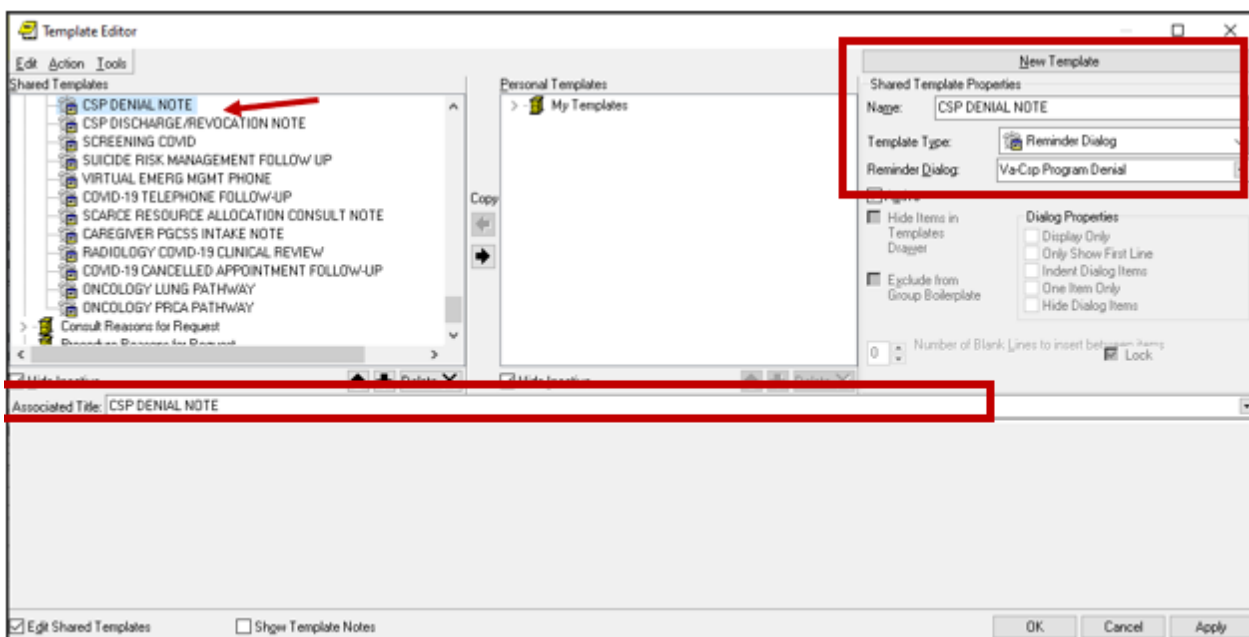 Template Editor
Edit Action Tools
New Template
Shared Templates
Personal Templates
Shared Template Properties
CSP DENIAL NOTE
CSP DISCHARGE/REVOCATION NOTE
SCREENING COVID
SUICIDE RISK MANAGEMENT FOLLOW UP
VIRTUAL EMERG MGMT PHONE
COVID-19 TELEPHONE FOLLOW-UP
SCARCE RESOURCE ALLOCATION CONSULT NOTE
CAREGIVER PGCSS INTAKE NOTE
RADIOLOGY COVID-19 CLINICAL REVIEW
COVID-19 CANCELLED APPOINTMENT FOLLOW-UP
ONCOLOGY LUNG PATHWAY
ONCOLOGY PRCA PATHWAY
Consult Reasons for Request
My Templates
Copy
Name: CSP DENIAL NOTE
Template Type: Reminder Dialog
Reminder Dialog: Va-Csp Program Denial
Hide Items in
Templates
Drawer
Exclude from
Group Boilerplate
Dialog Properties
Display Only
Only Show First Line
Indent Dialog Items
One Item Only
Hide Dialog Items
0 Number of Blank Lines to insert between items
Lock
Associated Title: CSP DENIAL NOTE
Edit Shared Templates
Show Template Notes
OK Cancel Apply